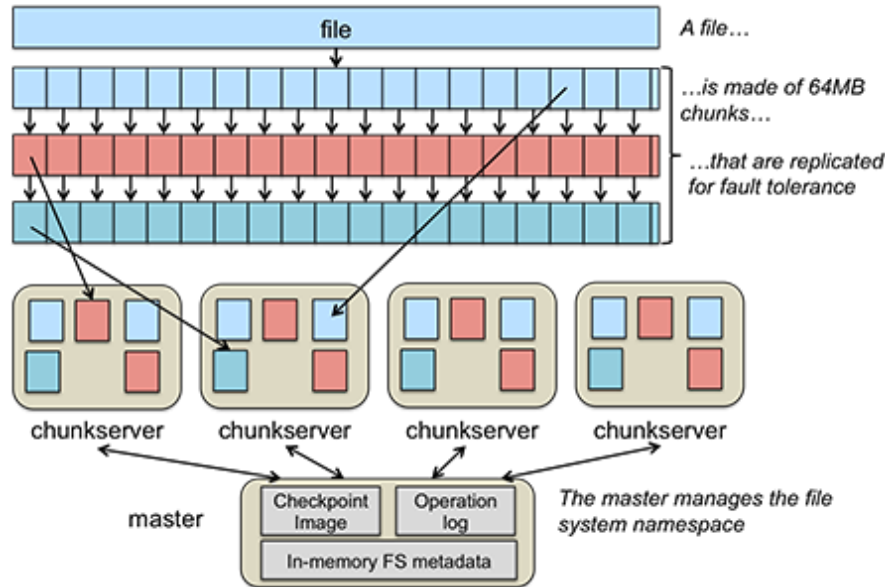 file
A file…
…is made of 64MB
chunks…
…that are replicated
for fault tolerance
chunkserver
chunkserver
chunkserver
chunkserver
master
Checkpoint
Image
Operation
log
In-memory FS metadata
The master manages the file
system namespace